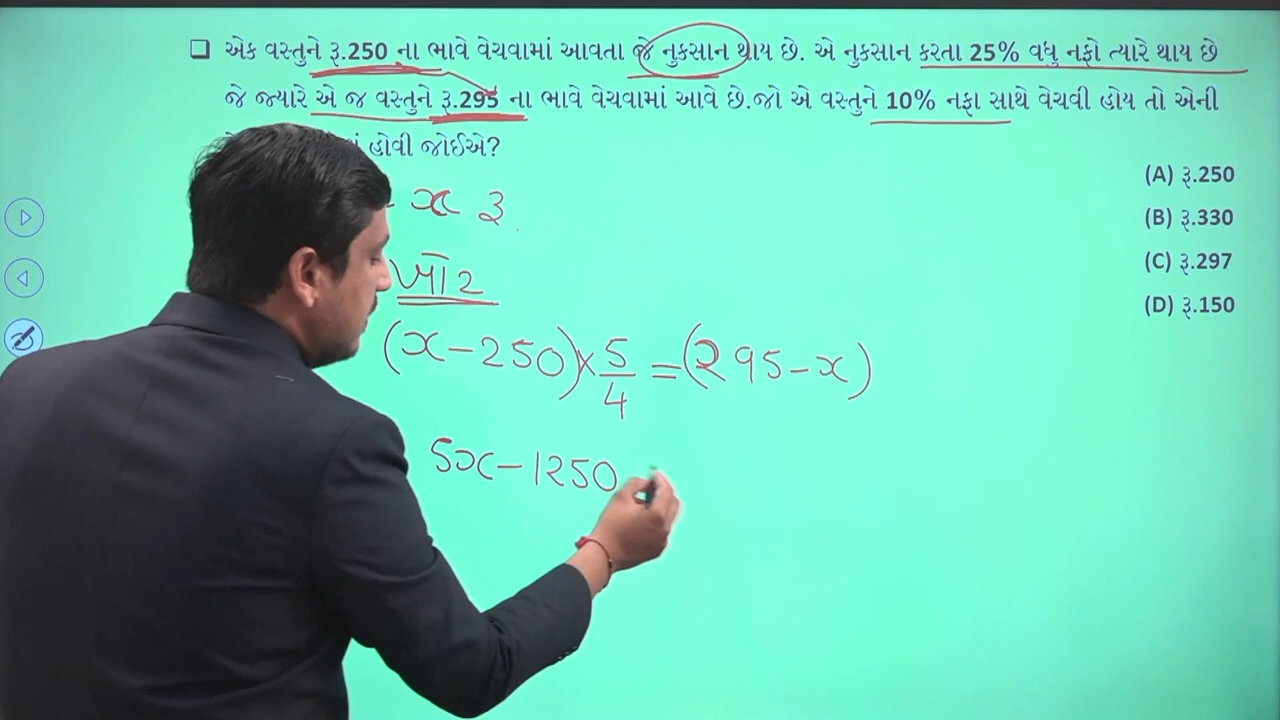 ❑ એક વસ્તુને રૂ.250 ના ભાવે વેચવામાં આવતા જે નુકસાન થાય છે. એ નુકસાન કરતા 25% વધુ નફો ત્યારે થાય છે
જે જ્યારે એ જ વસ્તુને રૂ.295 ના ભાવે વેચવામાં આવે છે.જો એ વસ્તુને 10% નફા સાથે વેચવી હોય તો એની
હોવી જોઈએ?
(A) રૂ.250
(B) રૂ.330
(C) રૂ.297
(D) રૂ.150
x રૂ
ખોટ
(x-250)×5/4=(295-x)
5x-1250